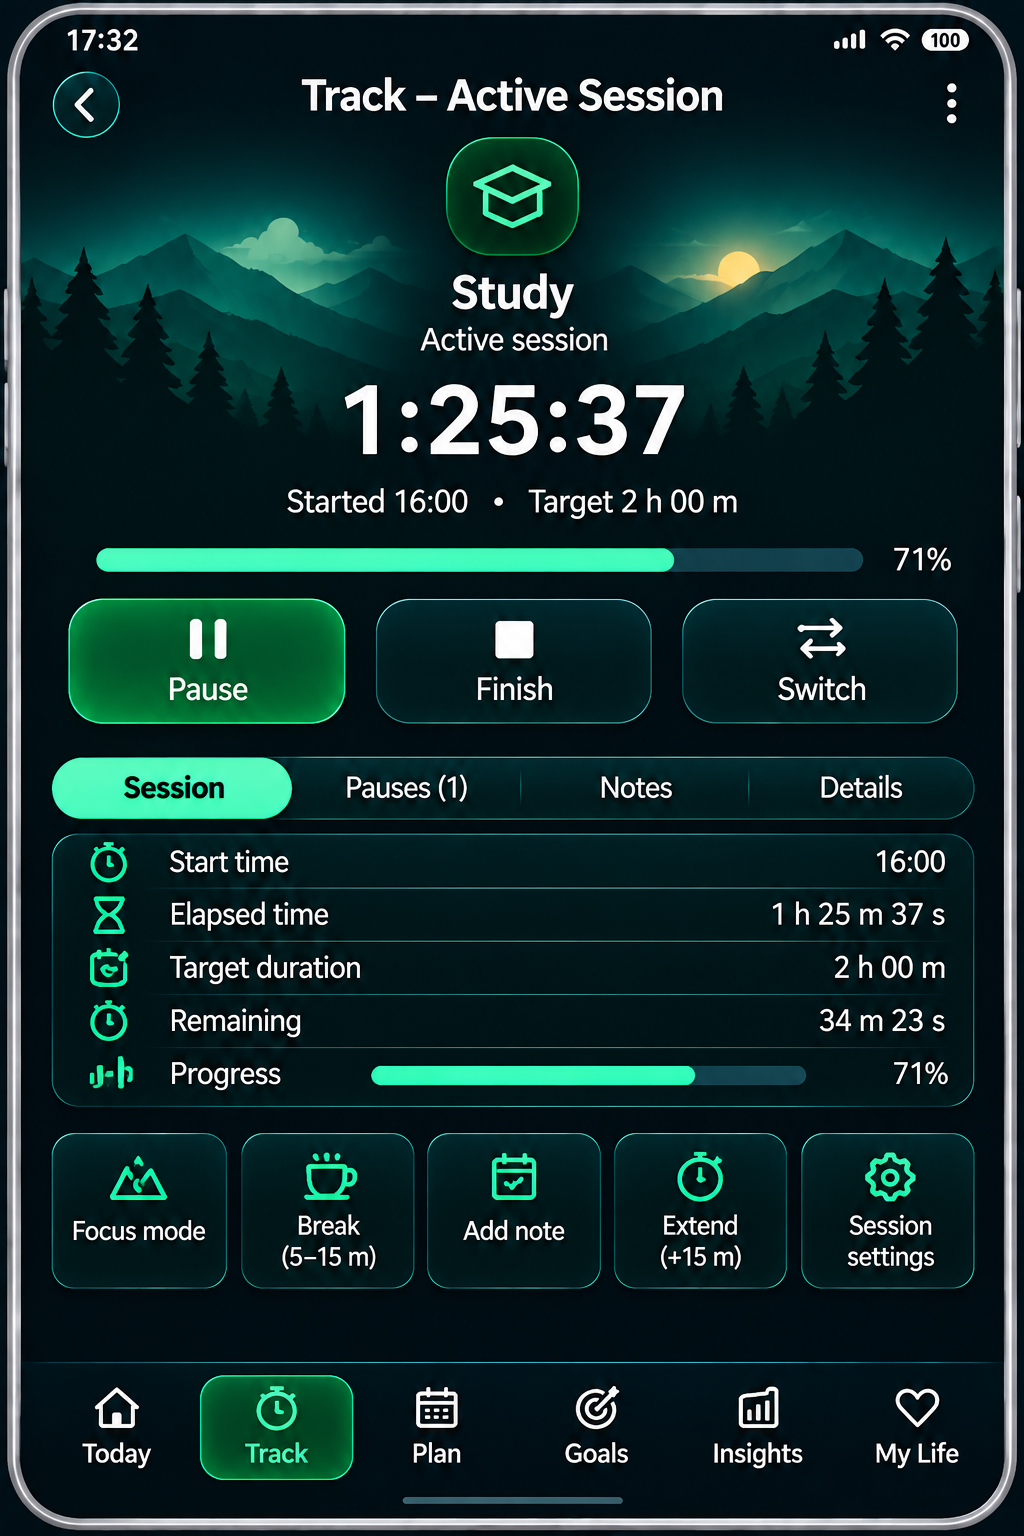 17:32
100
Track – Active Session
Study
Active session
1:25:37
Started 16:00 • Target 2 h 00 m
71%
Pause Finish Switch
Session Pauses (1) Notes Details
Start time 16:00
Elapsed time 1 h 25 m 37 s
Target duration 2 h 00 m
Remaining 34 m 23 s
Progress 71%
Focus mode
Break
(5–15 m)
Add note
Extend
(+15 m)
Session
settings
Today Track Plan Goals Insights My Life